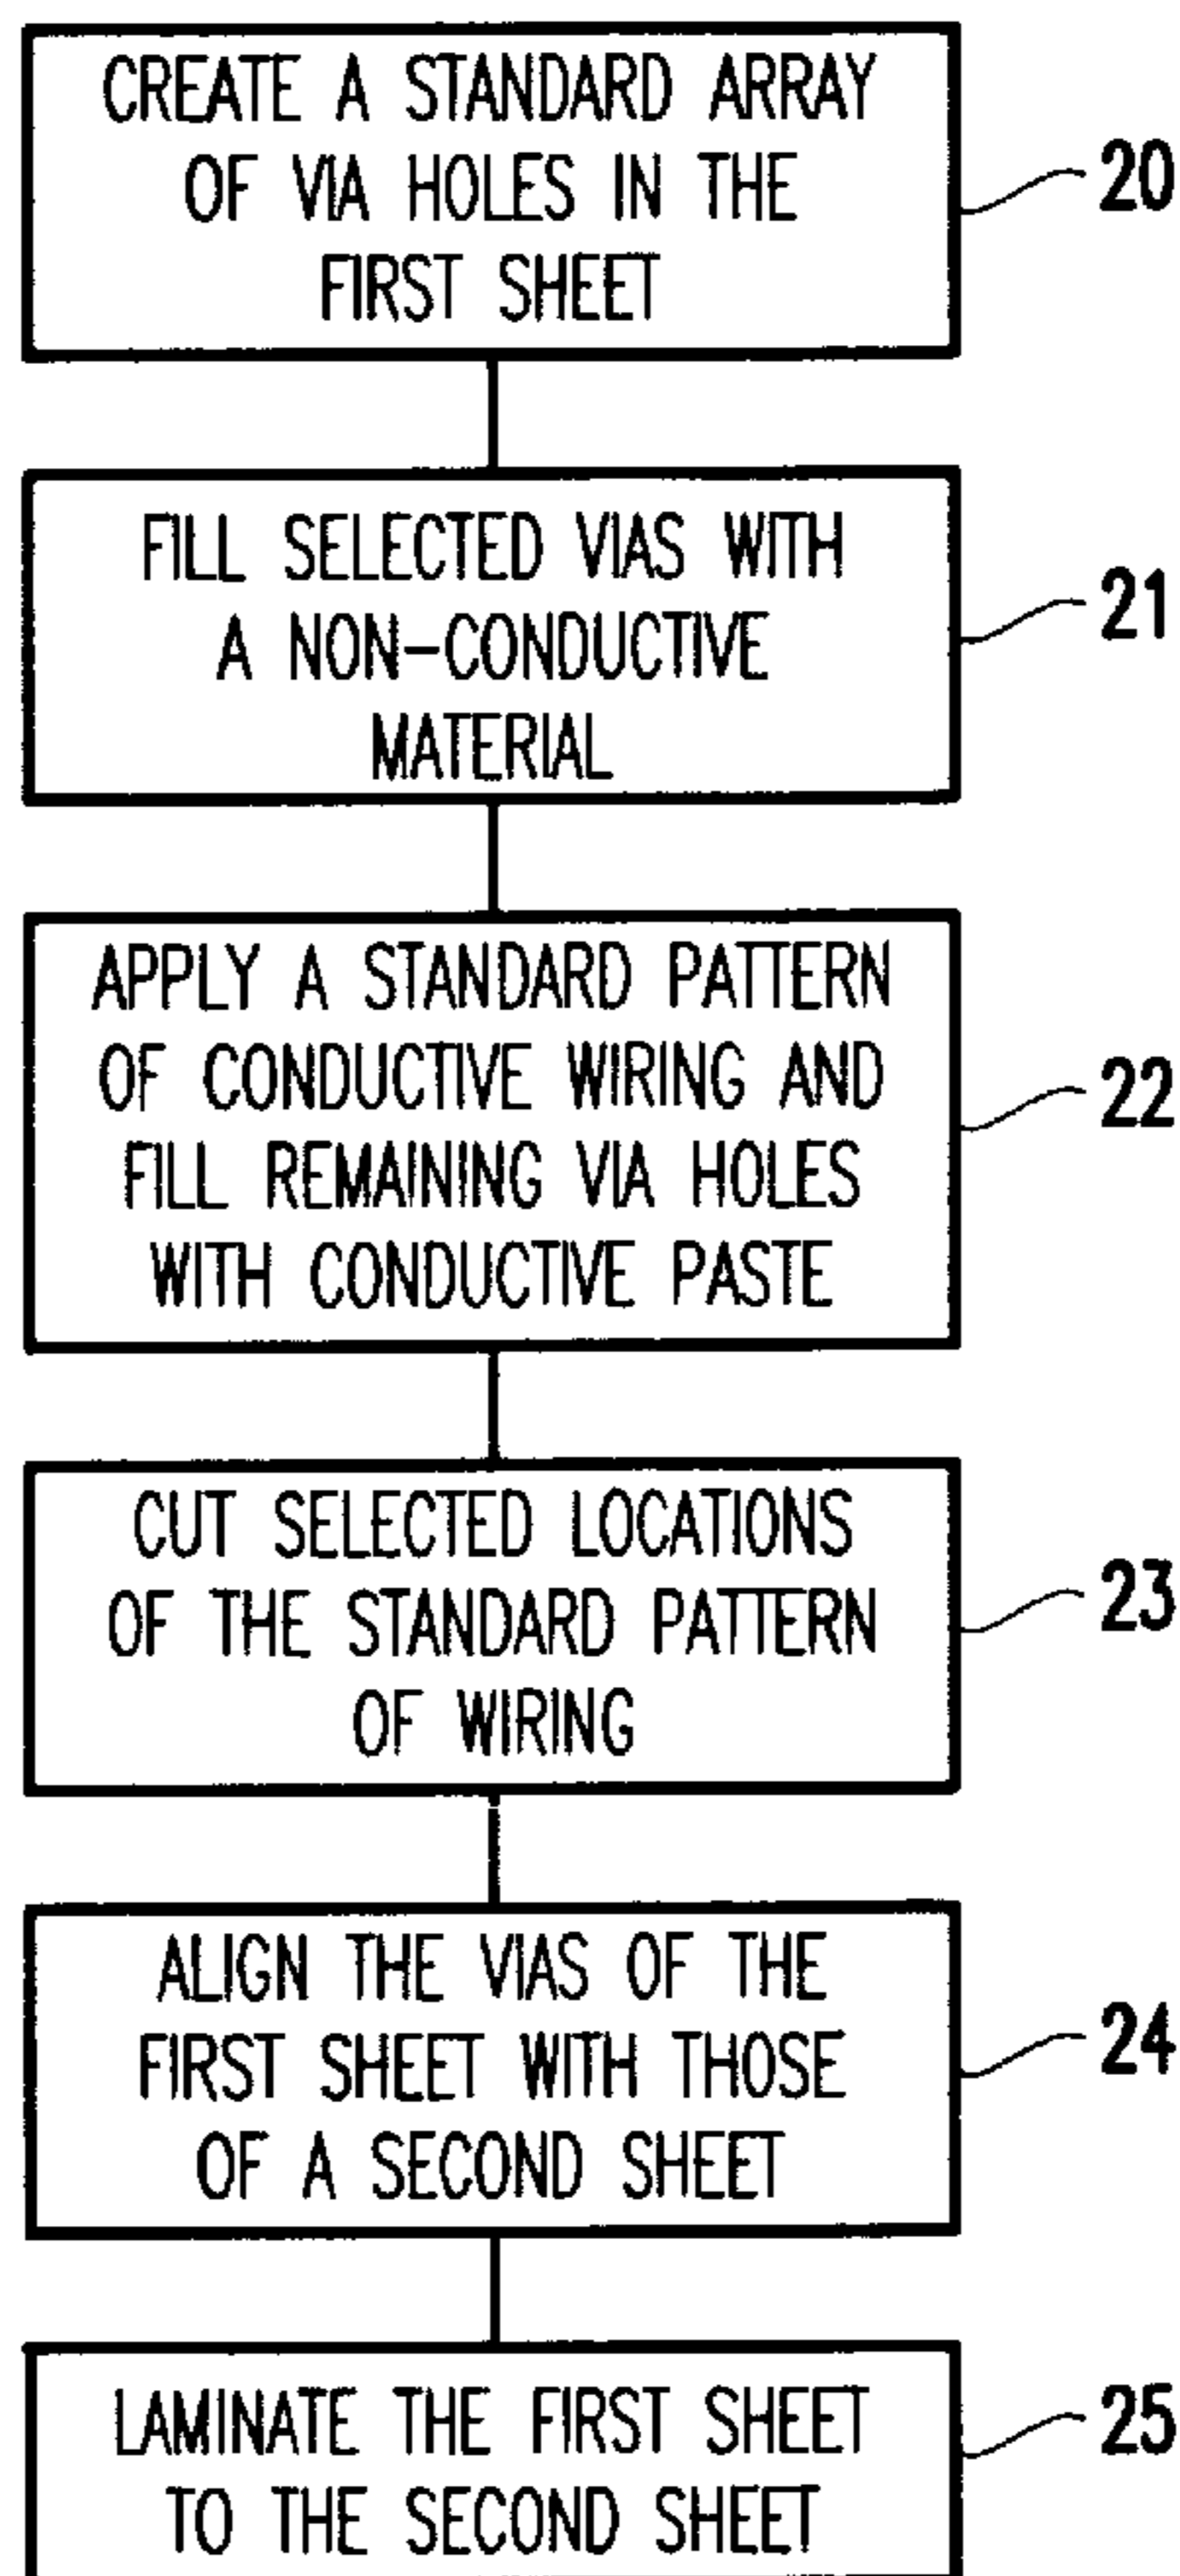 CREATE A STANDARD ARRAY
OF VIA HOLES IN THE
FIRST SHEET
20
FILL SELECTED VIAS WITH
A NON-CONDUCTIVE
MATERIAL
21
APPLY A STANDARD PATTERN
OF CONDUCTIVE WIRING AND
FILL REMAINING VIA HOLES
WITH CONDUCTIVE PASTE
22
CUT SELECTED LOCATIONS
OF THE STANDARD PATTERN
OF WIRING
23
ALIGN THE VIAS OF THE
FIRST SHEET WITH THOSE
OF A SECOND SHEET
24
LAMINATE THE FIRST SHEET
TO THE SECOND SHEET
25